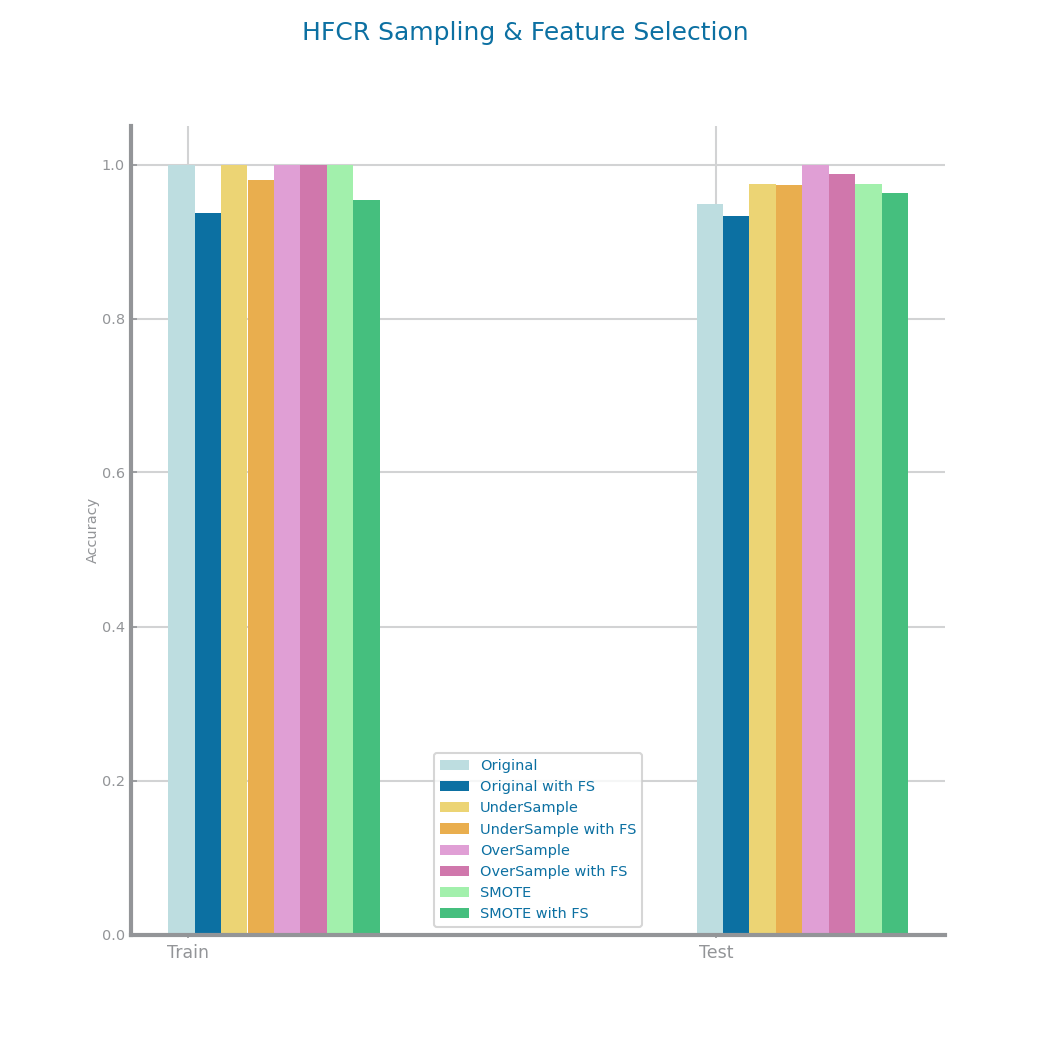 HFCR Sampling & Feature Selection
1.0
0.8
0.6
0.4
0.2
0.0
Accuracy
Original
Original with FS
UnderSample
UnderSample with FS
OverSample
OverSample with FS
SMOTE
SMOTE with FS
Train
Test